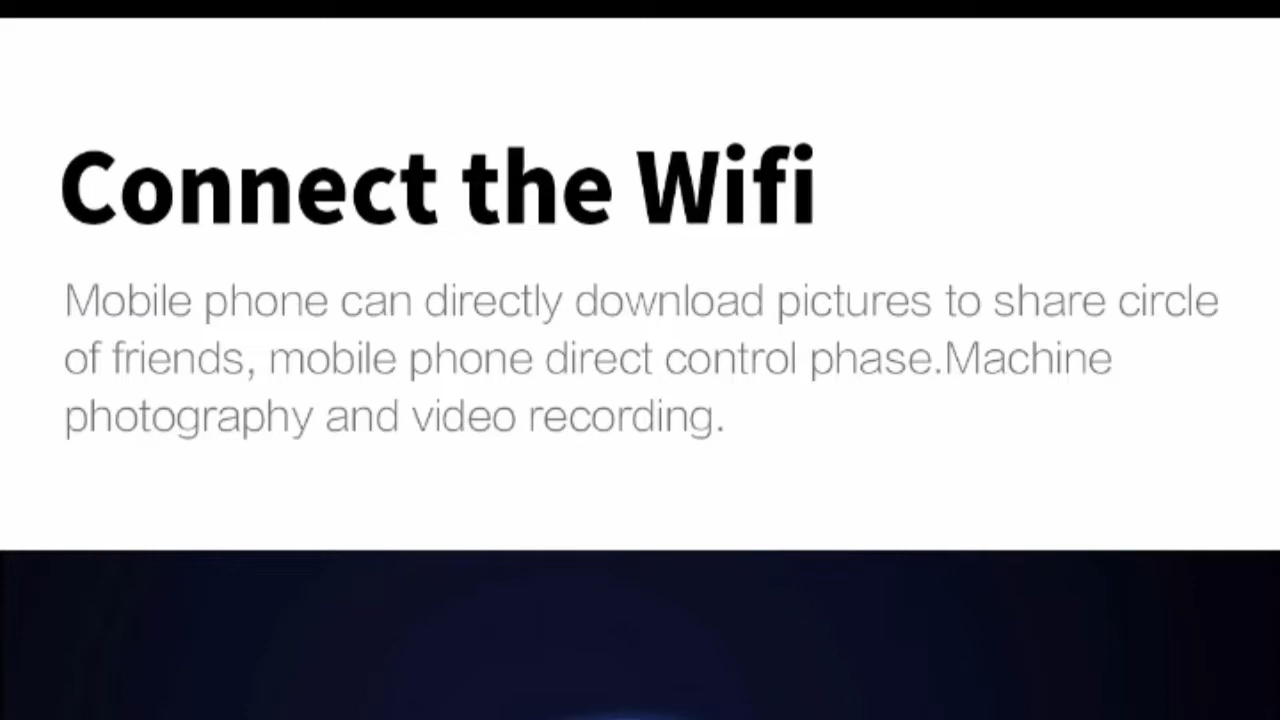 Connect the Wifi
Mobile phone can directly download pictures to share circle
of friends, mobile phone direct control phase.Machine
photography and video recording.